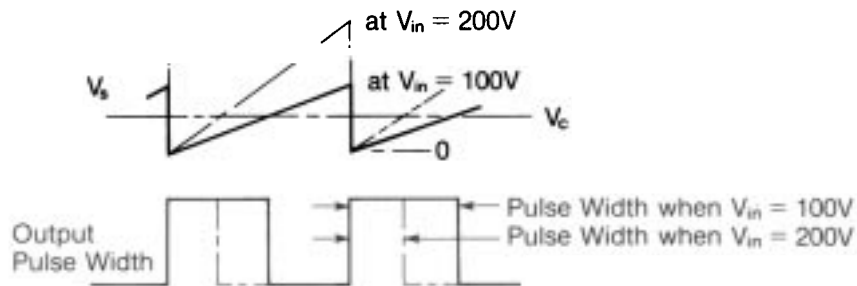 at Vin = 200V
Vs
at Vin = 100V
Vc
0
Output
Pulse Width
Pulse Width when Vin = 100V
Pulse Width when Vin = 200V